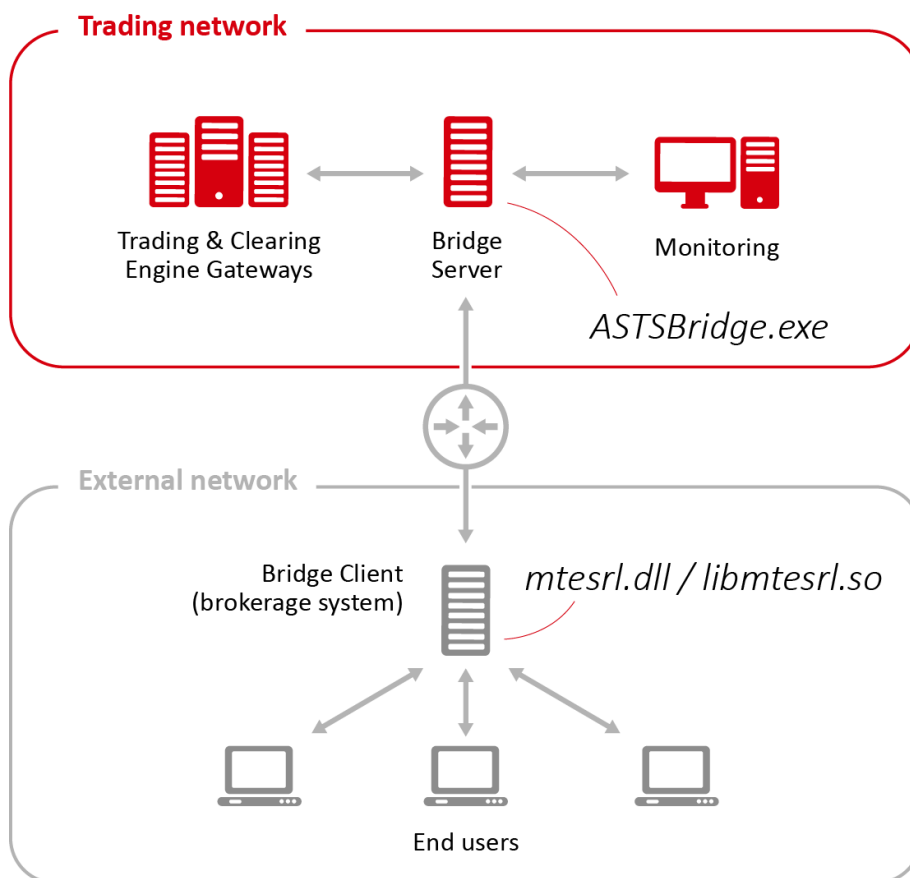 Trading network
Trading & Clearing
Engine Gateways
Bridge
Server
Monitoring
ASTSBridge.exe
External network
Bridge Client
(brokerage system)
mtesrl.dll / libmtesrl.so
End users